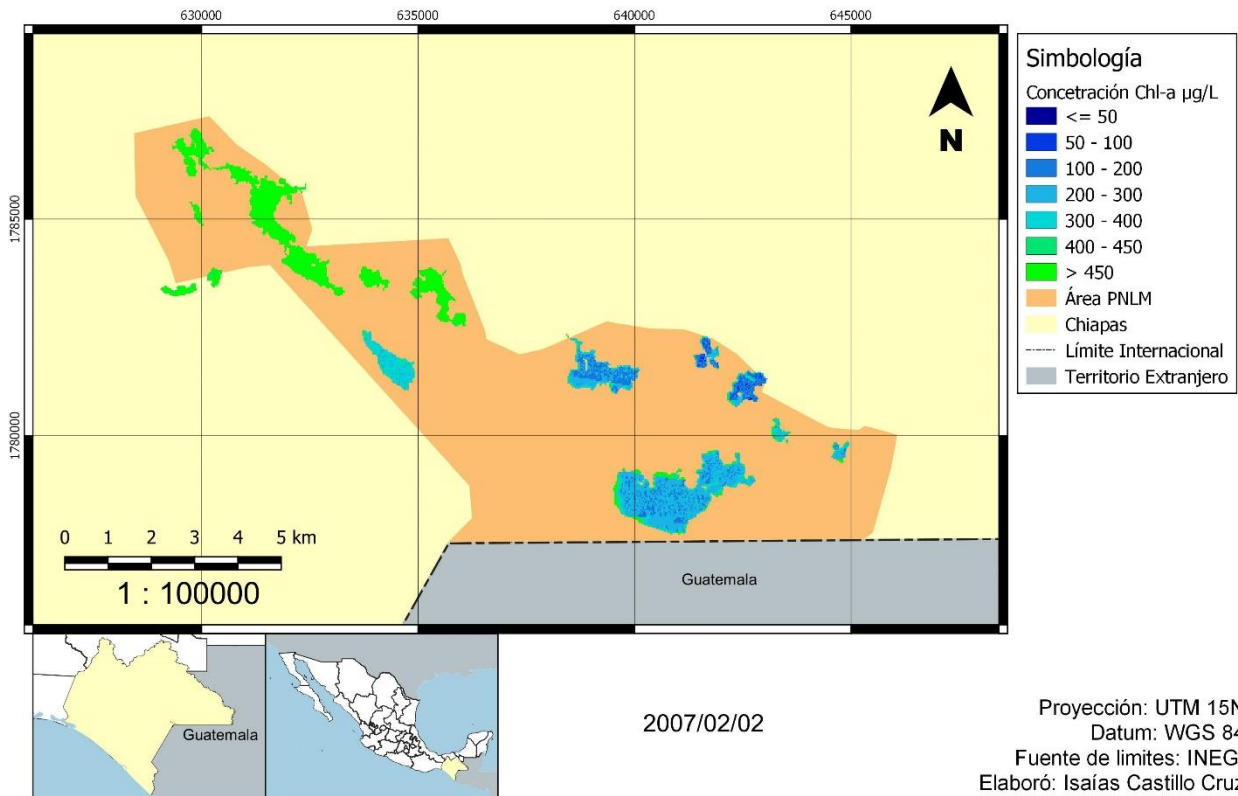 630000
635000
640000
645000
1785000
1780000
N
0 1 2 3 4 5 km
1 : 100000
Guatemala
Simbología
Concetración Chl-a µg/L
<= 50
50 - 100
100 - 200
200 - 300
300 - 400
400 - 450
> 450
Área PNLM
Chiapas
Límite Internacional
Territorio Extranjero
Guatemala
2007/02/02
Proyección: UTM 15N
Datum: WGS 84
Fuente de limites: INEG
Elaboró: Isaías Castillo Cruz